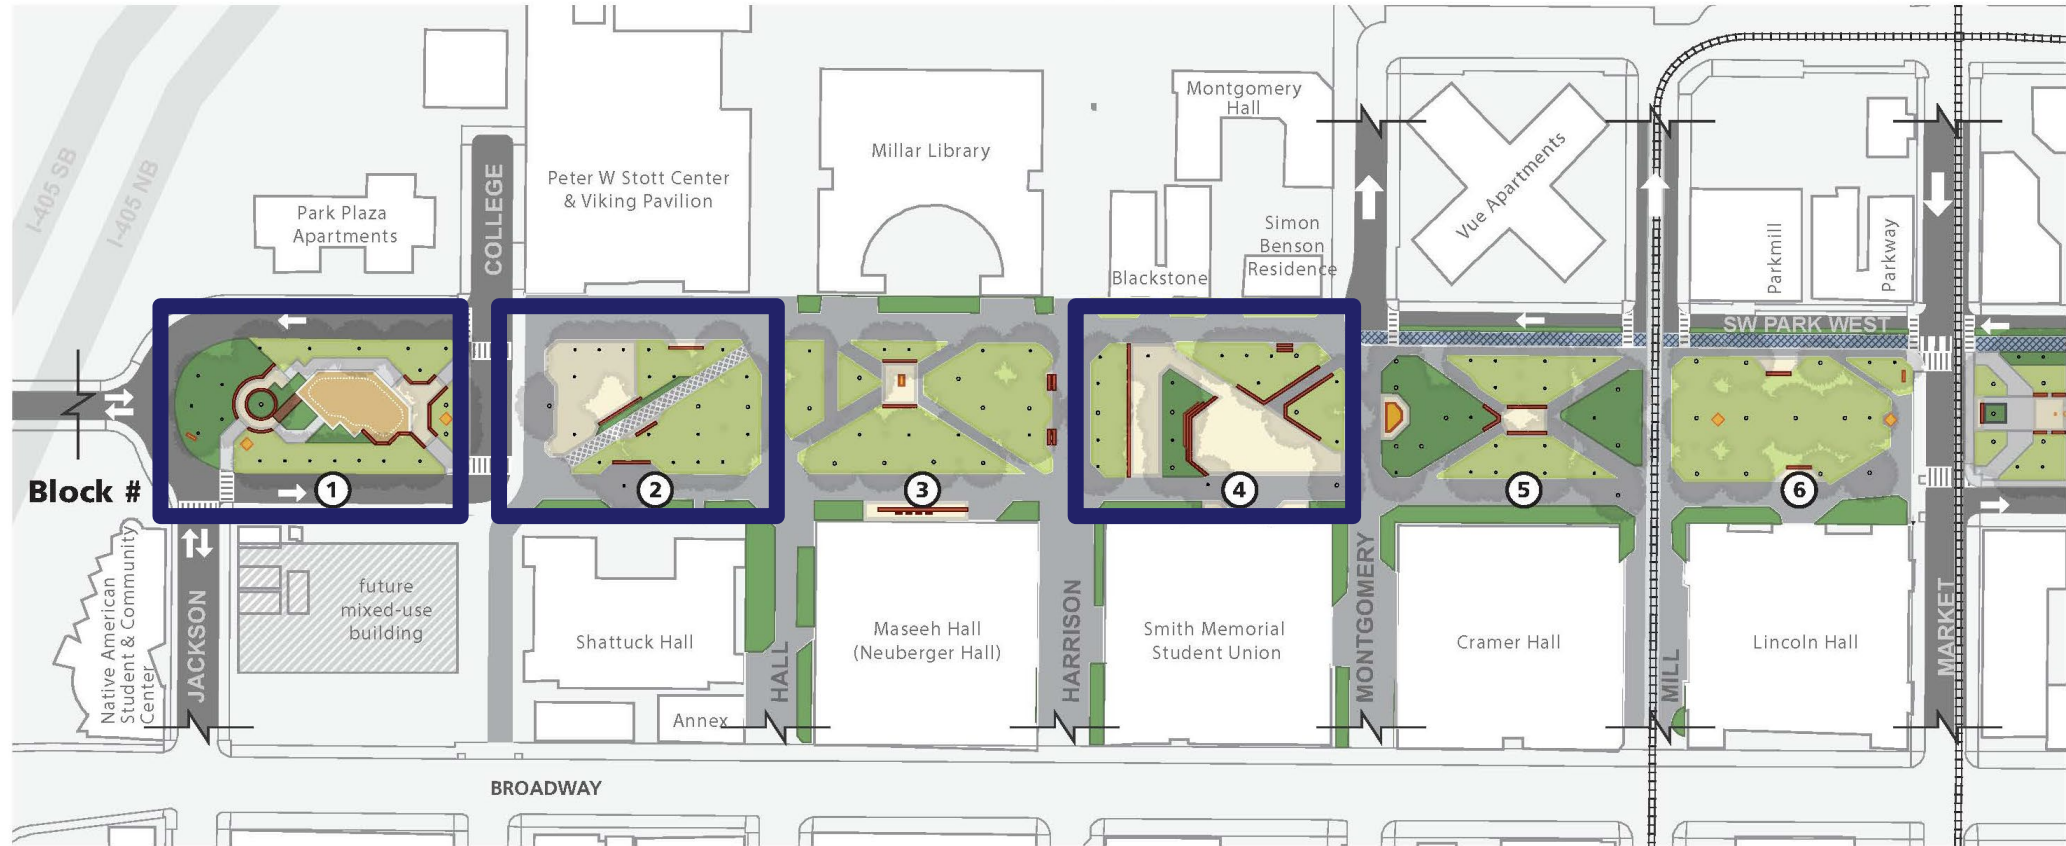 I-405 SB
I-405 NB
Park Plaza
Apartments
COLLEGE
Peter W Stott Center
& Viking Pavilion
Millar Library
Montgomery
Hall
Blackstone
Simon
Benson
Residence
Vue Apartments
Parkmill
Parkway
SW PARK WEST
Block #
1
2
3
4
5
6
Native American
Student & Community
Center
JACKSON
future
mixed-use
building
Shattuck Hall
Annex
HALL
Maseeh Hall
(Neuberger Hall)
HARRISON
Smith Memorial
Student Union
MONTGOMERY
Cramer Hall
MILL
Lincoln Hall
MARKET
BROADWAY